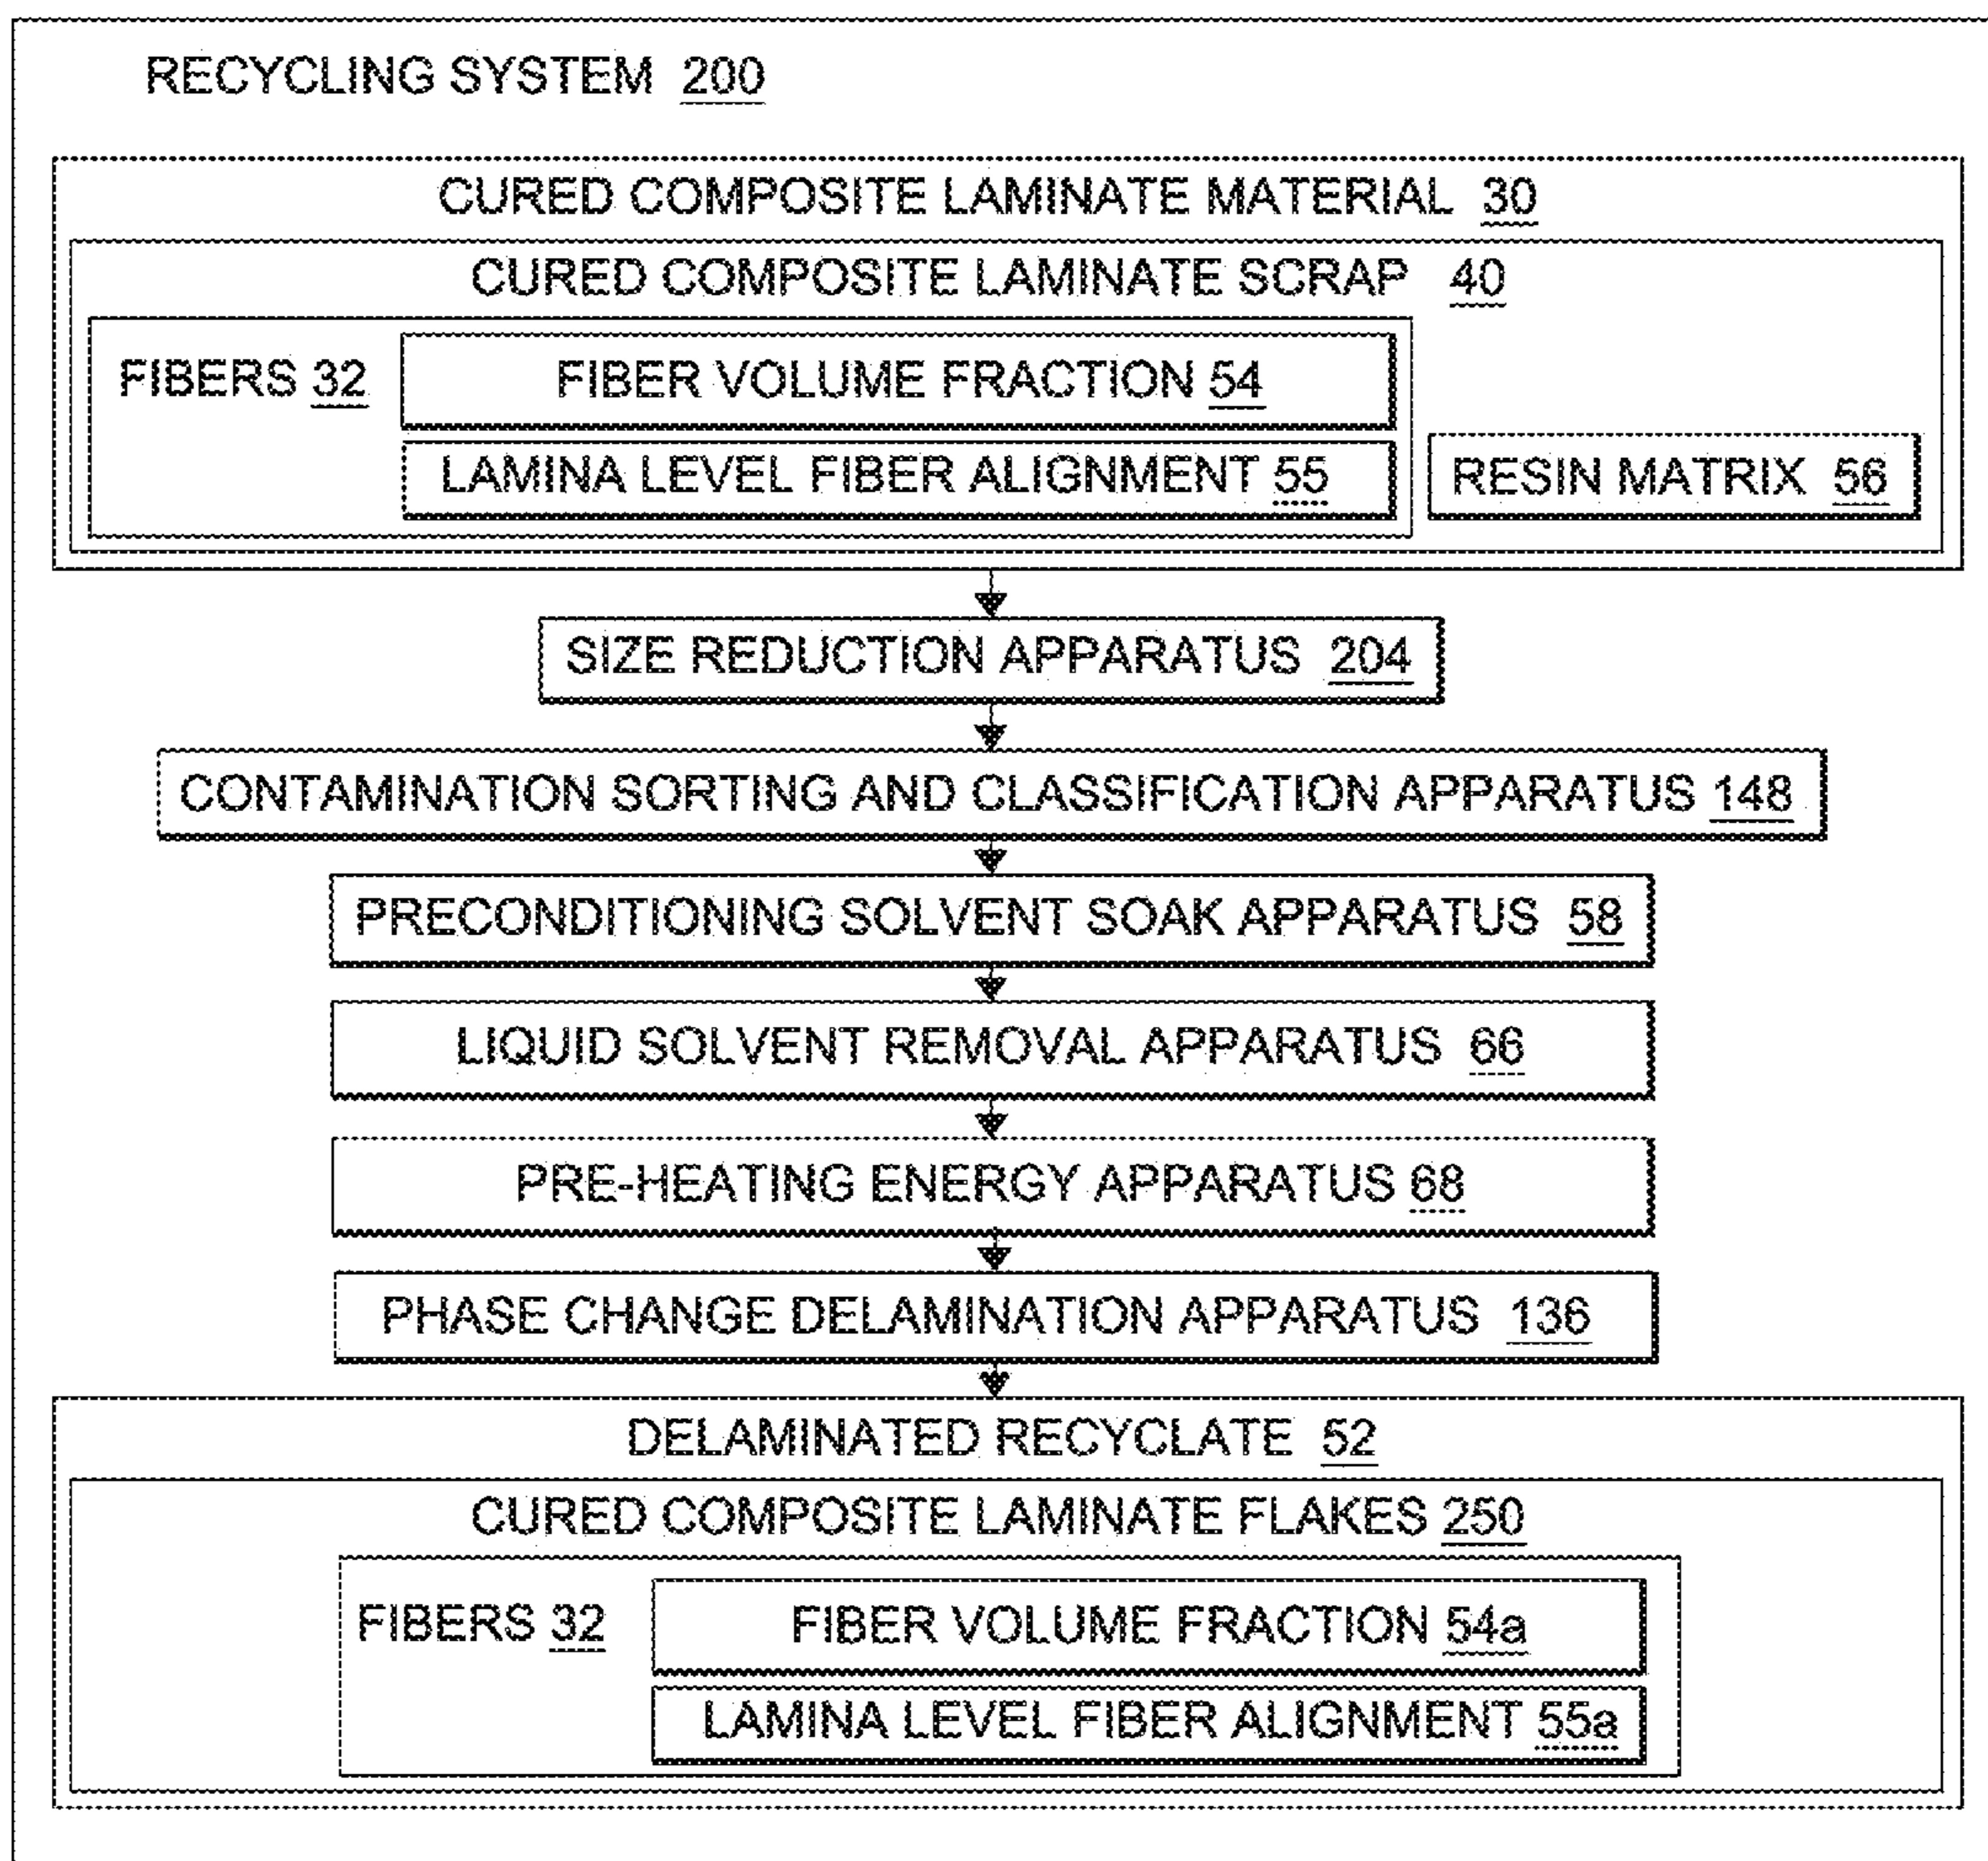 RECYCLING SYSTEM 200
CURED COMPOSITE LAMINATE MATERIAL 30
CURED COMPOSITE LAMINATE SCRAP 40
FIBERS 32
FIBER VOLUME FRACTION 54
LAMINA LEVEL FIBER ALIGNMENT 55
RESIN MATRIX 56
SIZE REDUCTION APPARATUS 204
CONTAMINATION SORTING AND CLASSIFICATION APPARATUS 148
PRECONDITIONING SOLVENT SOAK APPARATUS 58
LIQUID SOLVENT REMOVAL APPARATUS 66
PRE-HEATING ENERGY APPARATUS 68
PHASE CHANGE DELAMINATION APPARATUS 136
DELAMINATED RECYCLATE 52
CURED COMPOSITE LAMINATE FLAKES 250
FIBERS 32
FIBER VOLUME FRACTION 54a
LAMINA LEVEL FIBER ALIGNMENT 55a